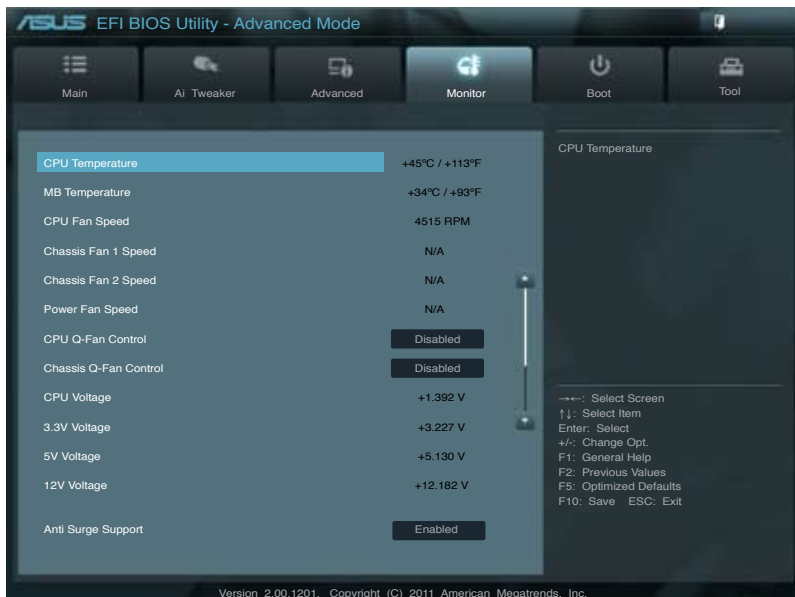 ASUS EFI BIOS Utility - Advanced Mode
Main Ai Tweaker Advanced Monitor Boot Tool
CPU Temperature +45ºC / +113ºF
MB Temperature +34ºC / +93ºF
CPU Fan Speed 4515 RPM
Chassis Fan 1 Speed N/A
Chassis Fan 2 Speed N/A
Power Fan Speed N/A
CPU Q-Fan Control Disabled
Chassis Q-Fan Control Disabled
CPU Voltage +1.392 V
3.3V Voltage +3.227 V
5V Voltage +5.130 V
12V Voltage +12.182 V
Anti Surge Support Enabled
CPU Temperature
→←: Select Screen
↑↓: Select Item
Enter: Select
+/-: Change Opt.
F1: General Help
F2: Previous Values
F5: Optimized Defaults
F10: Save ESC: Exit
Version 2.00.1201. Copyright (C) 2011 American Megatrends, Inc.